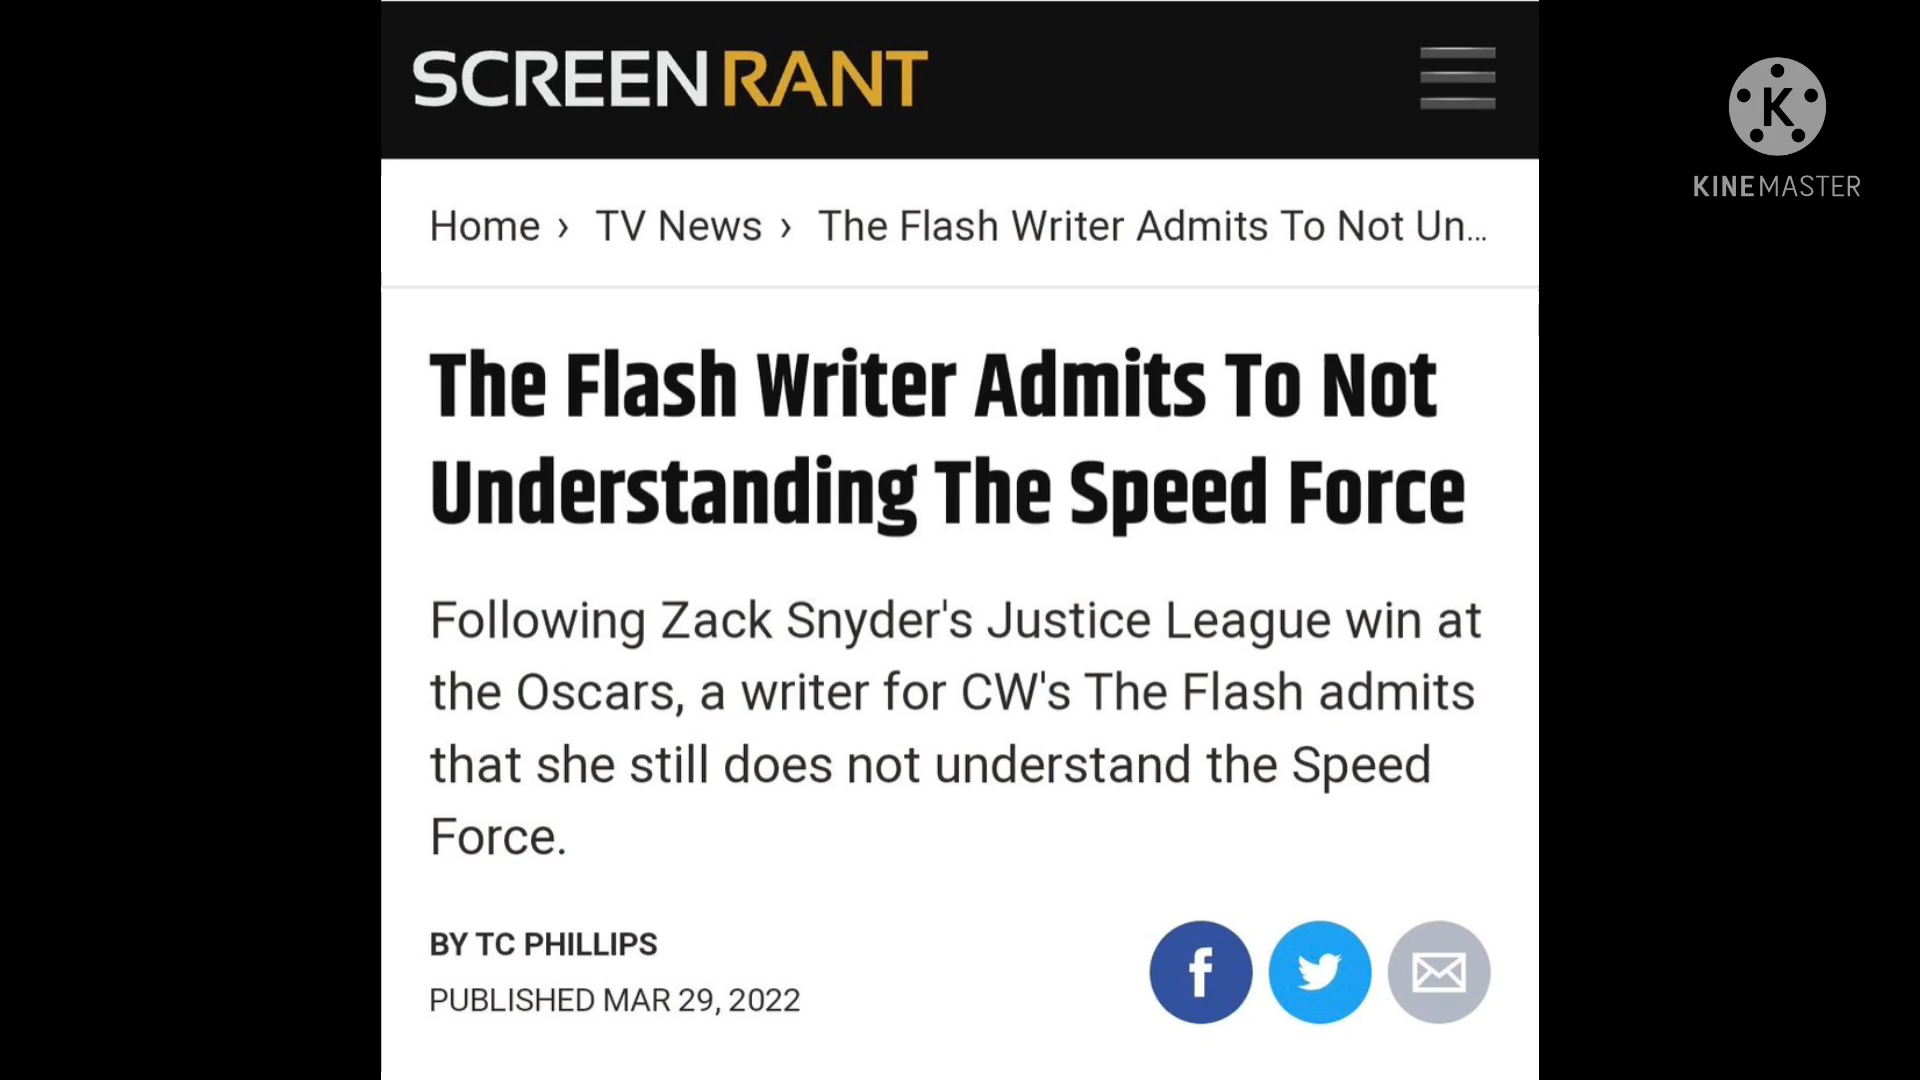 SCREEN RANT
K
KINEMASTER
Home › TV News › The Flash Writer Admits To Not Un...
The Flash Writer Admits To Not
Understanding The Speed Force
Following Zack Snyder's Justice League win at
the Oscars, a writer for CW's The Flash admits
that she still does not understand the Speed
Force.
BY TC PHILLIPS
PUBLISHED MAR 29, 2022
f